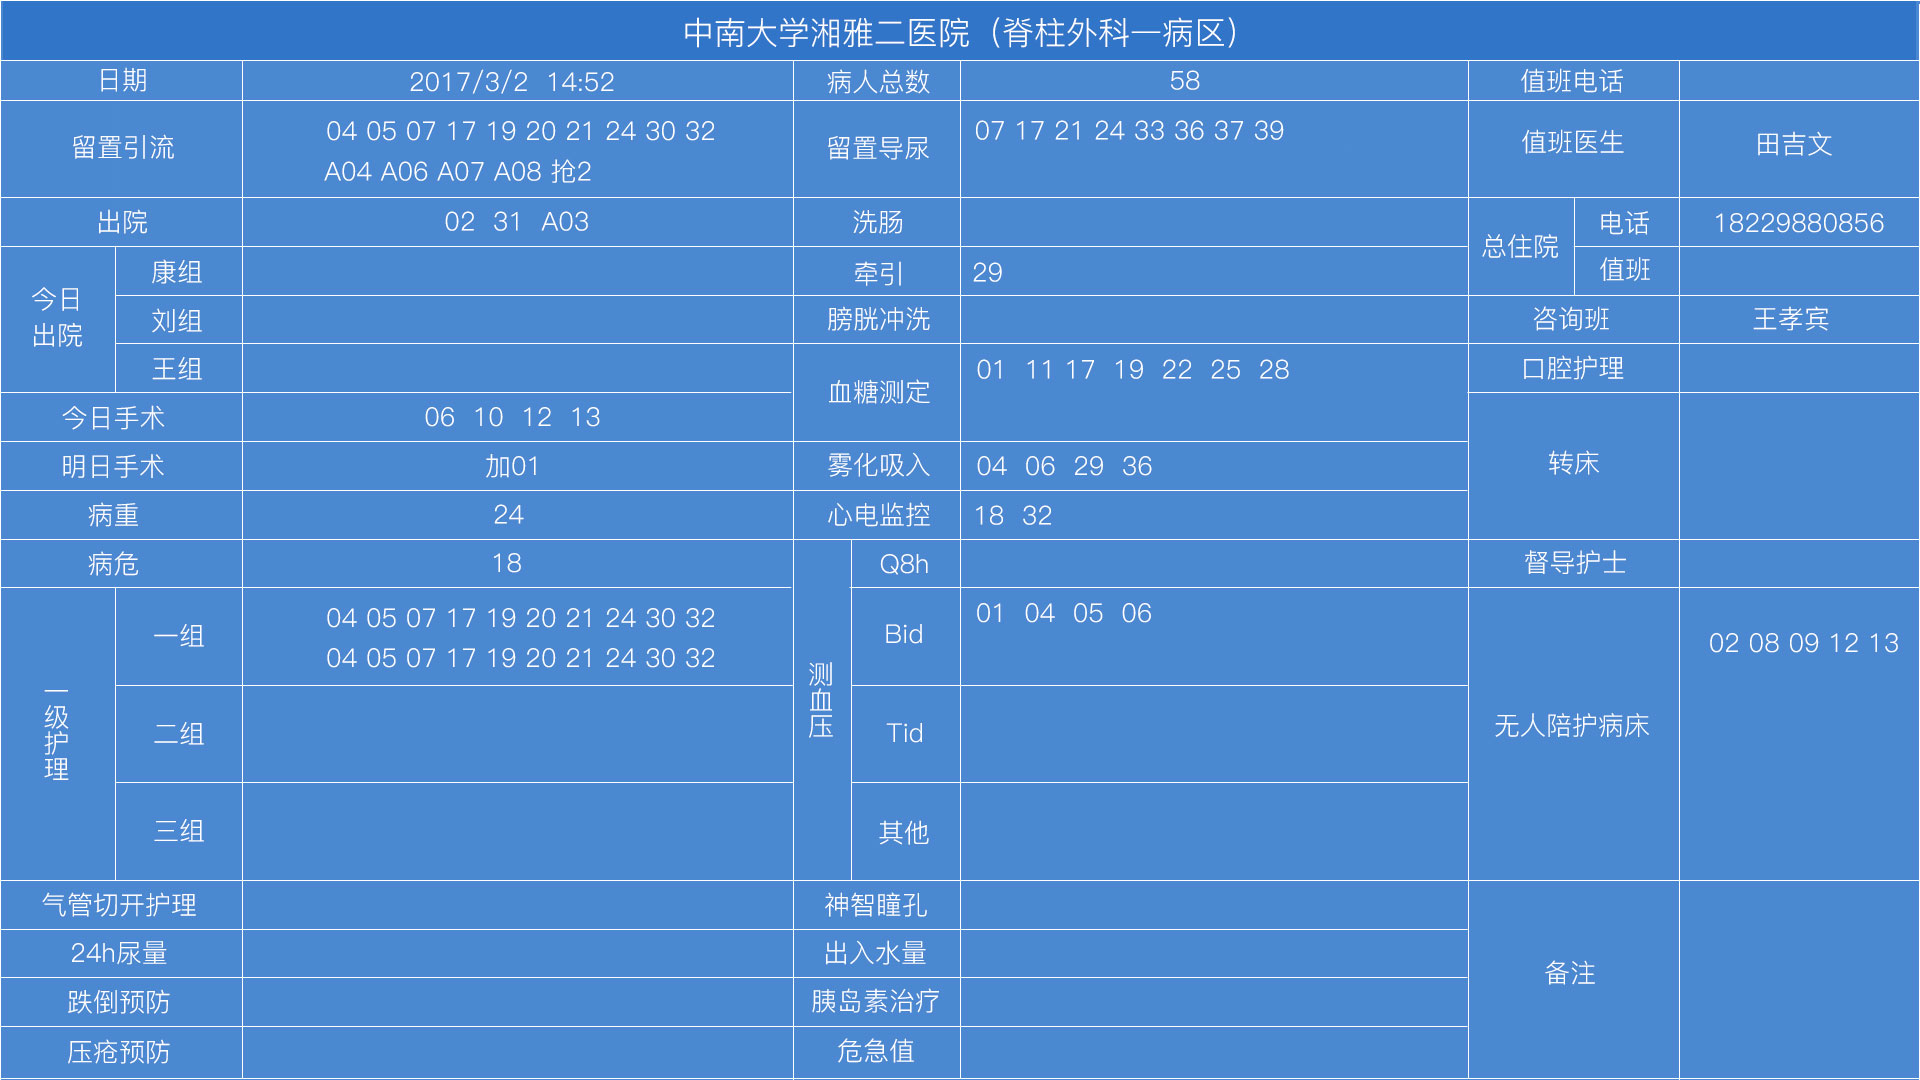 中南大学湘雅二医院（脊柱外科一病区）
日期
2017/3/2 14:52
病人总数
58
值班电话
留置引流
04 05 07 17 19 20 21 24 30 32
A04 A06 A07 A08 抢2
留置导尿
07 17 21 24 33 36 37 39
值班医生
田吉文
出院
02 31 A03
洗肠
总住院
电话
18229880856
值班
今日
出院
康组
牵引
29
刘组
膀胱冲洗
咨询班
王孝宾
王组
血糖测定
01 11 17 19 22 25 28
口腔护理
今日手术
06 10 12 13
转床
明日手术
加01
雾化吸入
04 06 29 36
病重
24
心电监控
18 32
病危
18
测血压
Q8h
督导护士
一级护理
一组
04 05 07 17 19 20 21 24 30 32
04 05 07 17 19 20 21 24 30 32
Bid
01 04 05 06
无人陪护病床
02 08 09 12 13
二组
Tid
三组
其他
气管切开护理
神智瞳孔
备注
24h尿量
出入水量
跌倒预防
胰岛素治疗
压疮预防
危急值